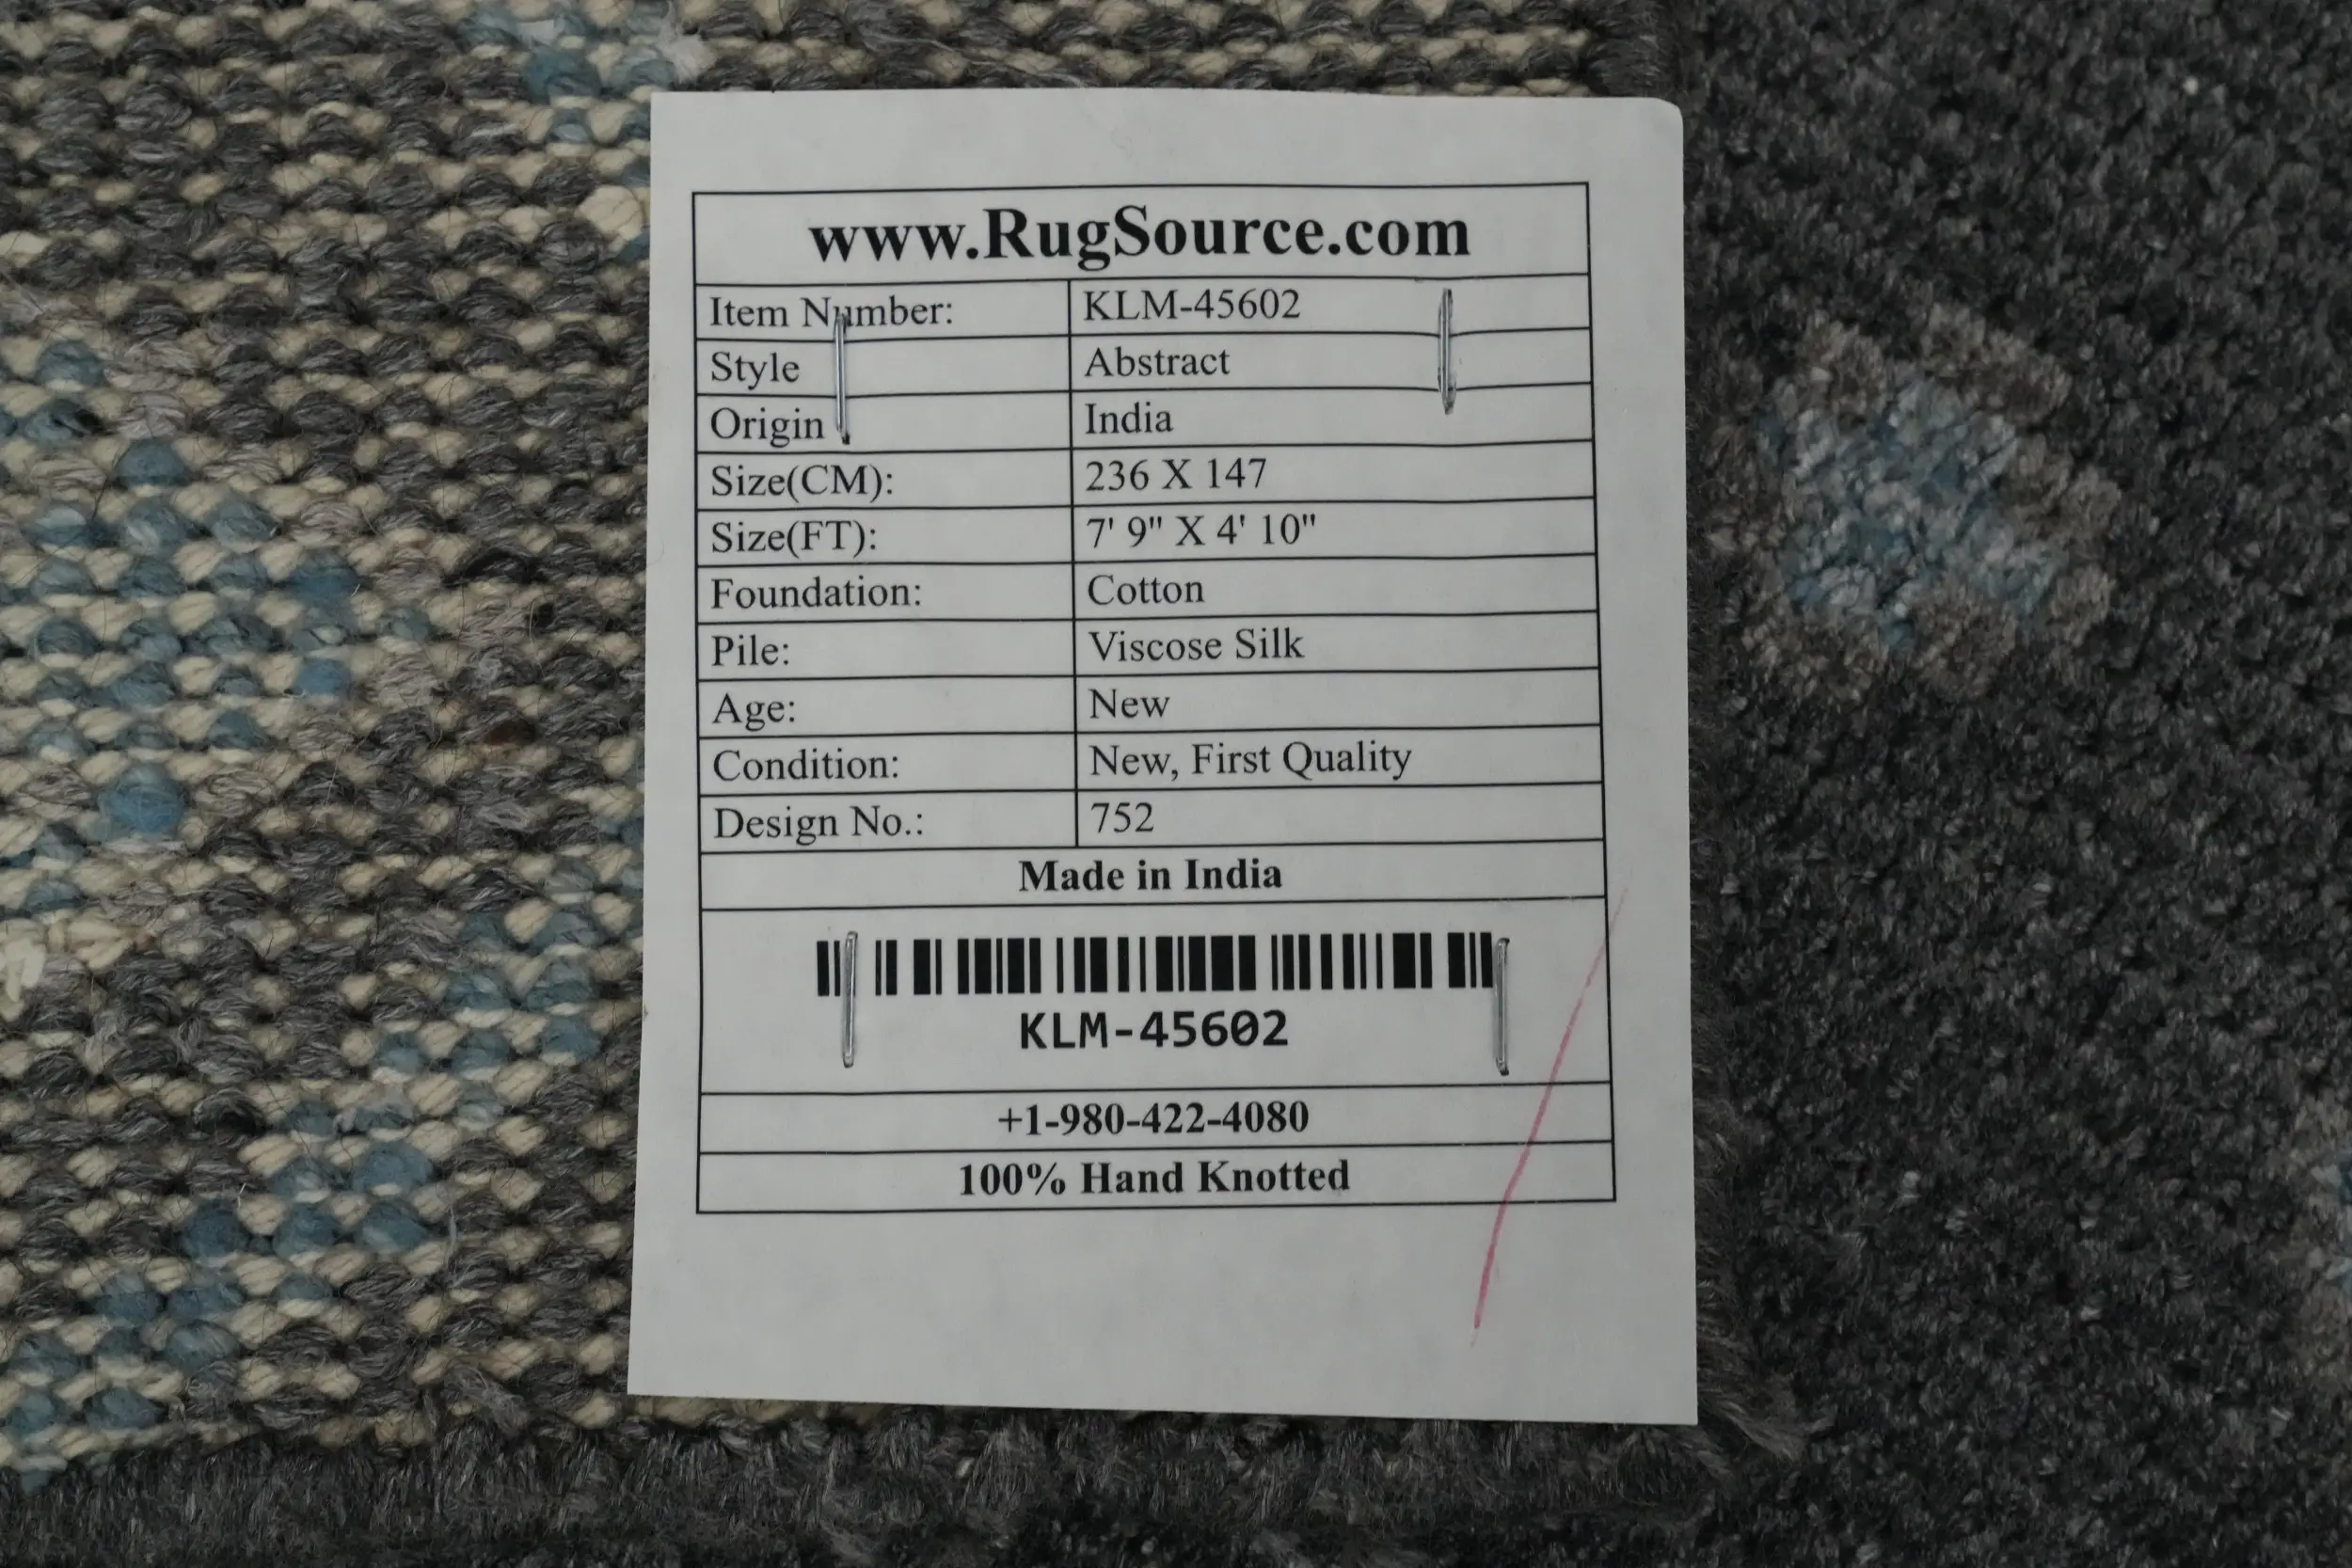 www.RugSource.com
Item Number: KLM-45602
Style Abstract
Origin India
Size(CM): 236 X 147
Size(FT): 7' 9" X 4' 10"
Foundation: Cotton
Pile: Viscose Silk
Age: New
Condition: New, First Quality
Design No.: 752
Made in India
KLM-45602
+1-980-422-4080
100% Hand Knotted